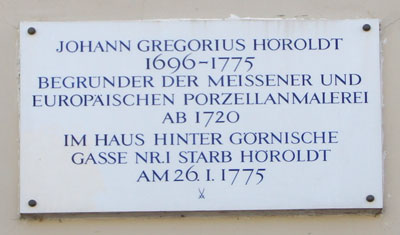 JOHANN GREGORIUS HÖROLDT
1696-1775
BEGRÜNDER DER MEISSENER UND
EUROPÄISCHEN PORZELLANMALEREI
AB 1720
IM HAUS HINTER GÖRNISCHE
GASSE NR.1 STARB HÖROLDT
AM 26.I.1775